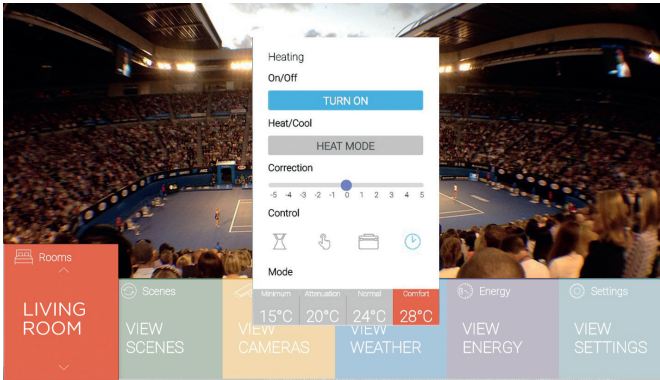 Heating
On/Off
TURN ON
Heat/Cool
HEAT MODE
Correction
-5 -4 -3 -2 -1 0 1 2 3 4 5
Control
Mode
Minimum Attenuation Normal Comfort
15°C 20°C 24°C 28°C
Rooms
LIVING
ROOM
Scenes
VIEW
SCENES
VIEW
CAMERAS
VIEW
WEATHER
Energy
VIEW
ENERGY
Settings
VIEW
SETTINGS